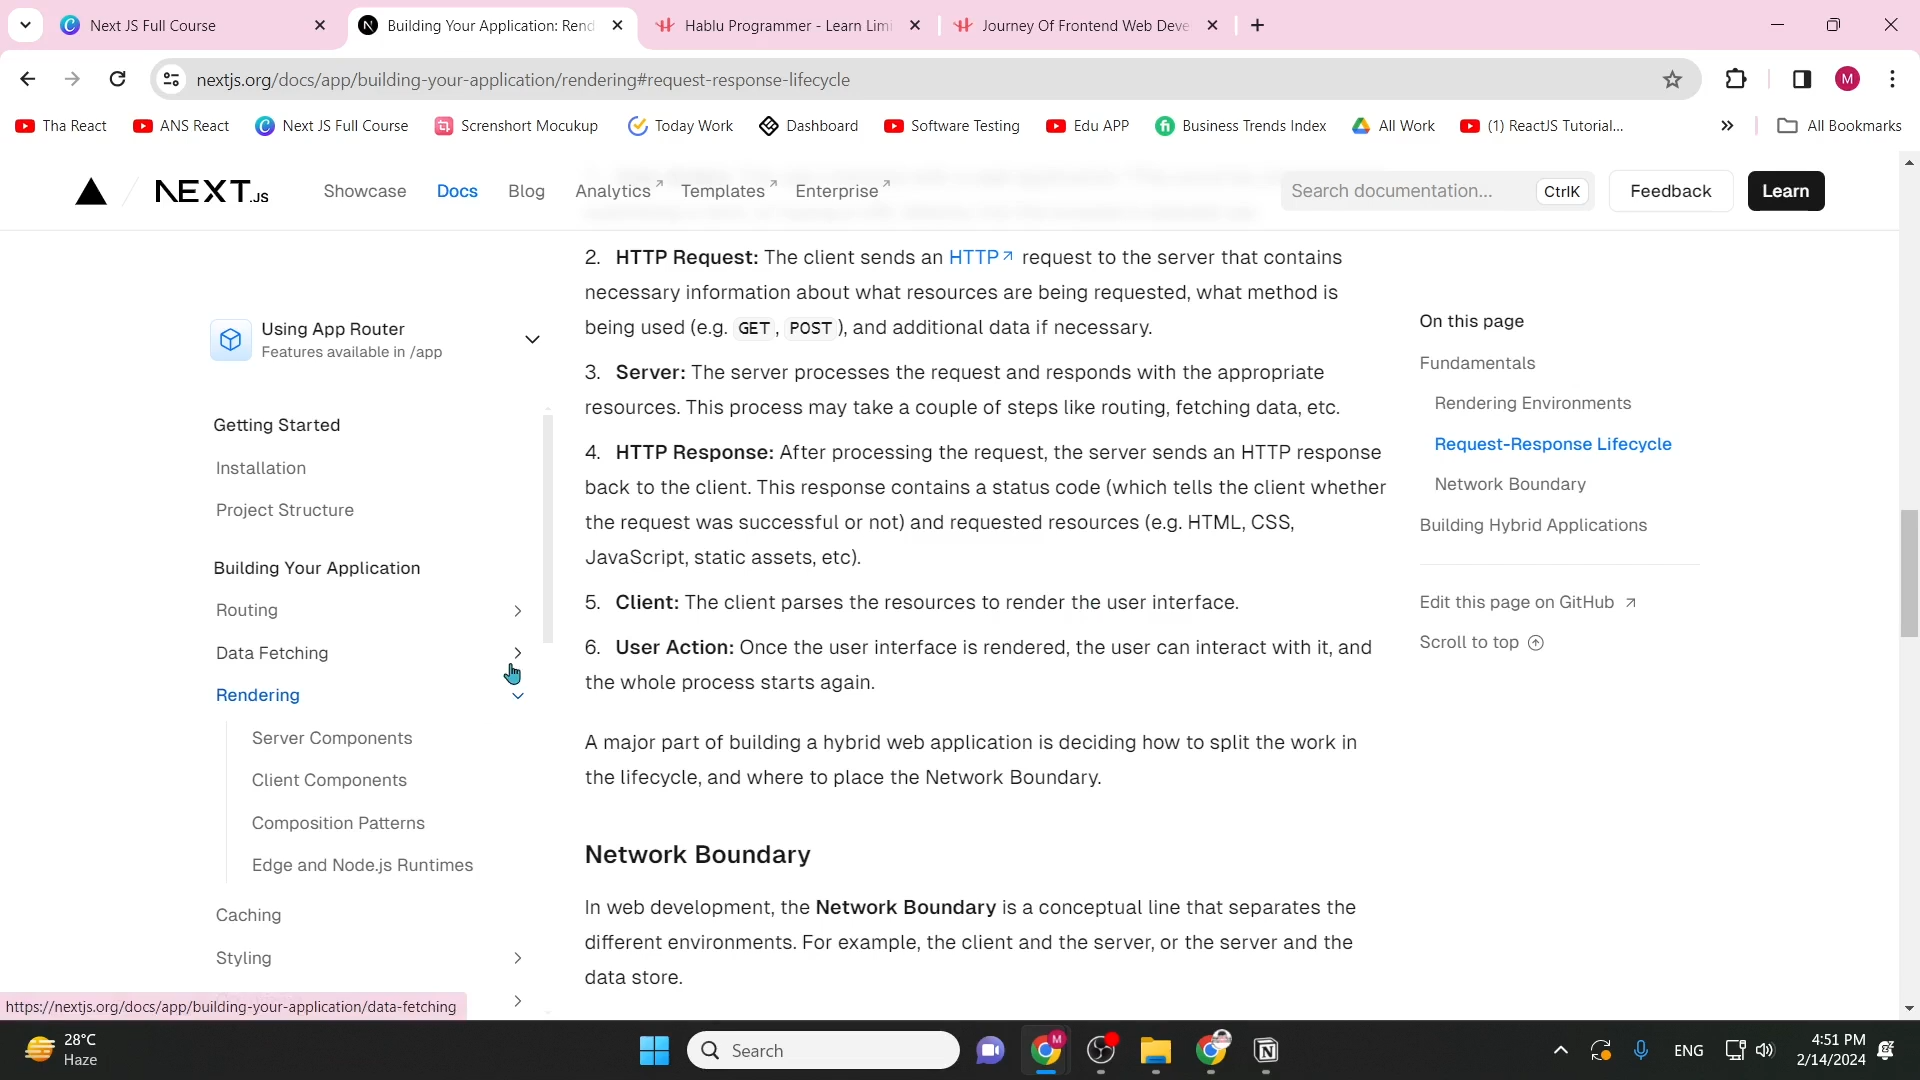 Next JS Full Course
Building Your Application: Rend
Hablu Programmer - Learn Limi
Journey Of Frontend Web Deve
nextjs.org/docs/app/building-your-application/rendering#request-response-lifecycle
M
Tha React
ANS React
Next JS Full Course
Screnshort Mocukup
Today Work
Dashboard
Software Testing
Edu APP
Business Trends Index
All Work
(1) ReactJS Tutorial...
All Bookmarks
NEXT.JS
Showcase
Docs
Blog
Analytics
Templates
Enterprise
Search documentation...
CtrlK
Feedback
Learn
Using App Router
Features available in /app
Getting Started
Installation
Project Structure
Building Your Application
Routing
Data Fetching
Rendering
Server Components
Client Components
Composition Patterns
Edge and Node.js Runtimes
Caching
Styling
2. HTTP Request: The client sends an HTTP request to the server that contains
necessary information about what resources are being requested, what method is
being used (e.g. GET, POST), and additional data if necessary.
3. Server: The server processes the request and responds with the appropriate
resources. This process may take a couple of steps like routing, fetching data, etc.
4. HTTP Response: After processing the request, the server sends an HTTP response
back to the client. This response contains a status code (which tells the client whether
the request was successful or not) and requested resources (e.g. HTML, CSS,
JavaScript, static assets, etc).
5. Client: The client parses the resources to render the user interface.
6. User Action: Once the user interface is rendered, the user can interact with it, and
the whole process starts again.
A major part of building a hybrid web application is deciding how to split the work in
the lifecycle, and where to place the Network Boundary.
Network Boundary
In web development, the Network Boundary is a conceptual line that separates the
different environments. For example, the client and the server, or the server and the
data store.
On this page
Fundamentals
Rendering Environments
Request-Response Lifecycle
Network Boundary
Building Hybrid Applications
Edit this page on GitHub
Scroll to top
https://nextjs.org/docs/app/building-your-application/data-fetching
28°C
Haze
Search
M
ENG
4:51 PM
2/14/2024